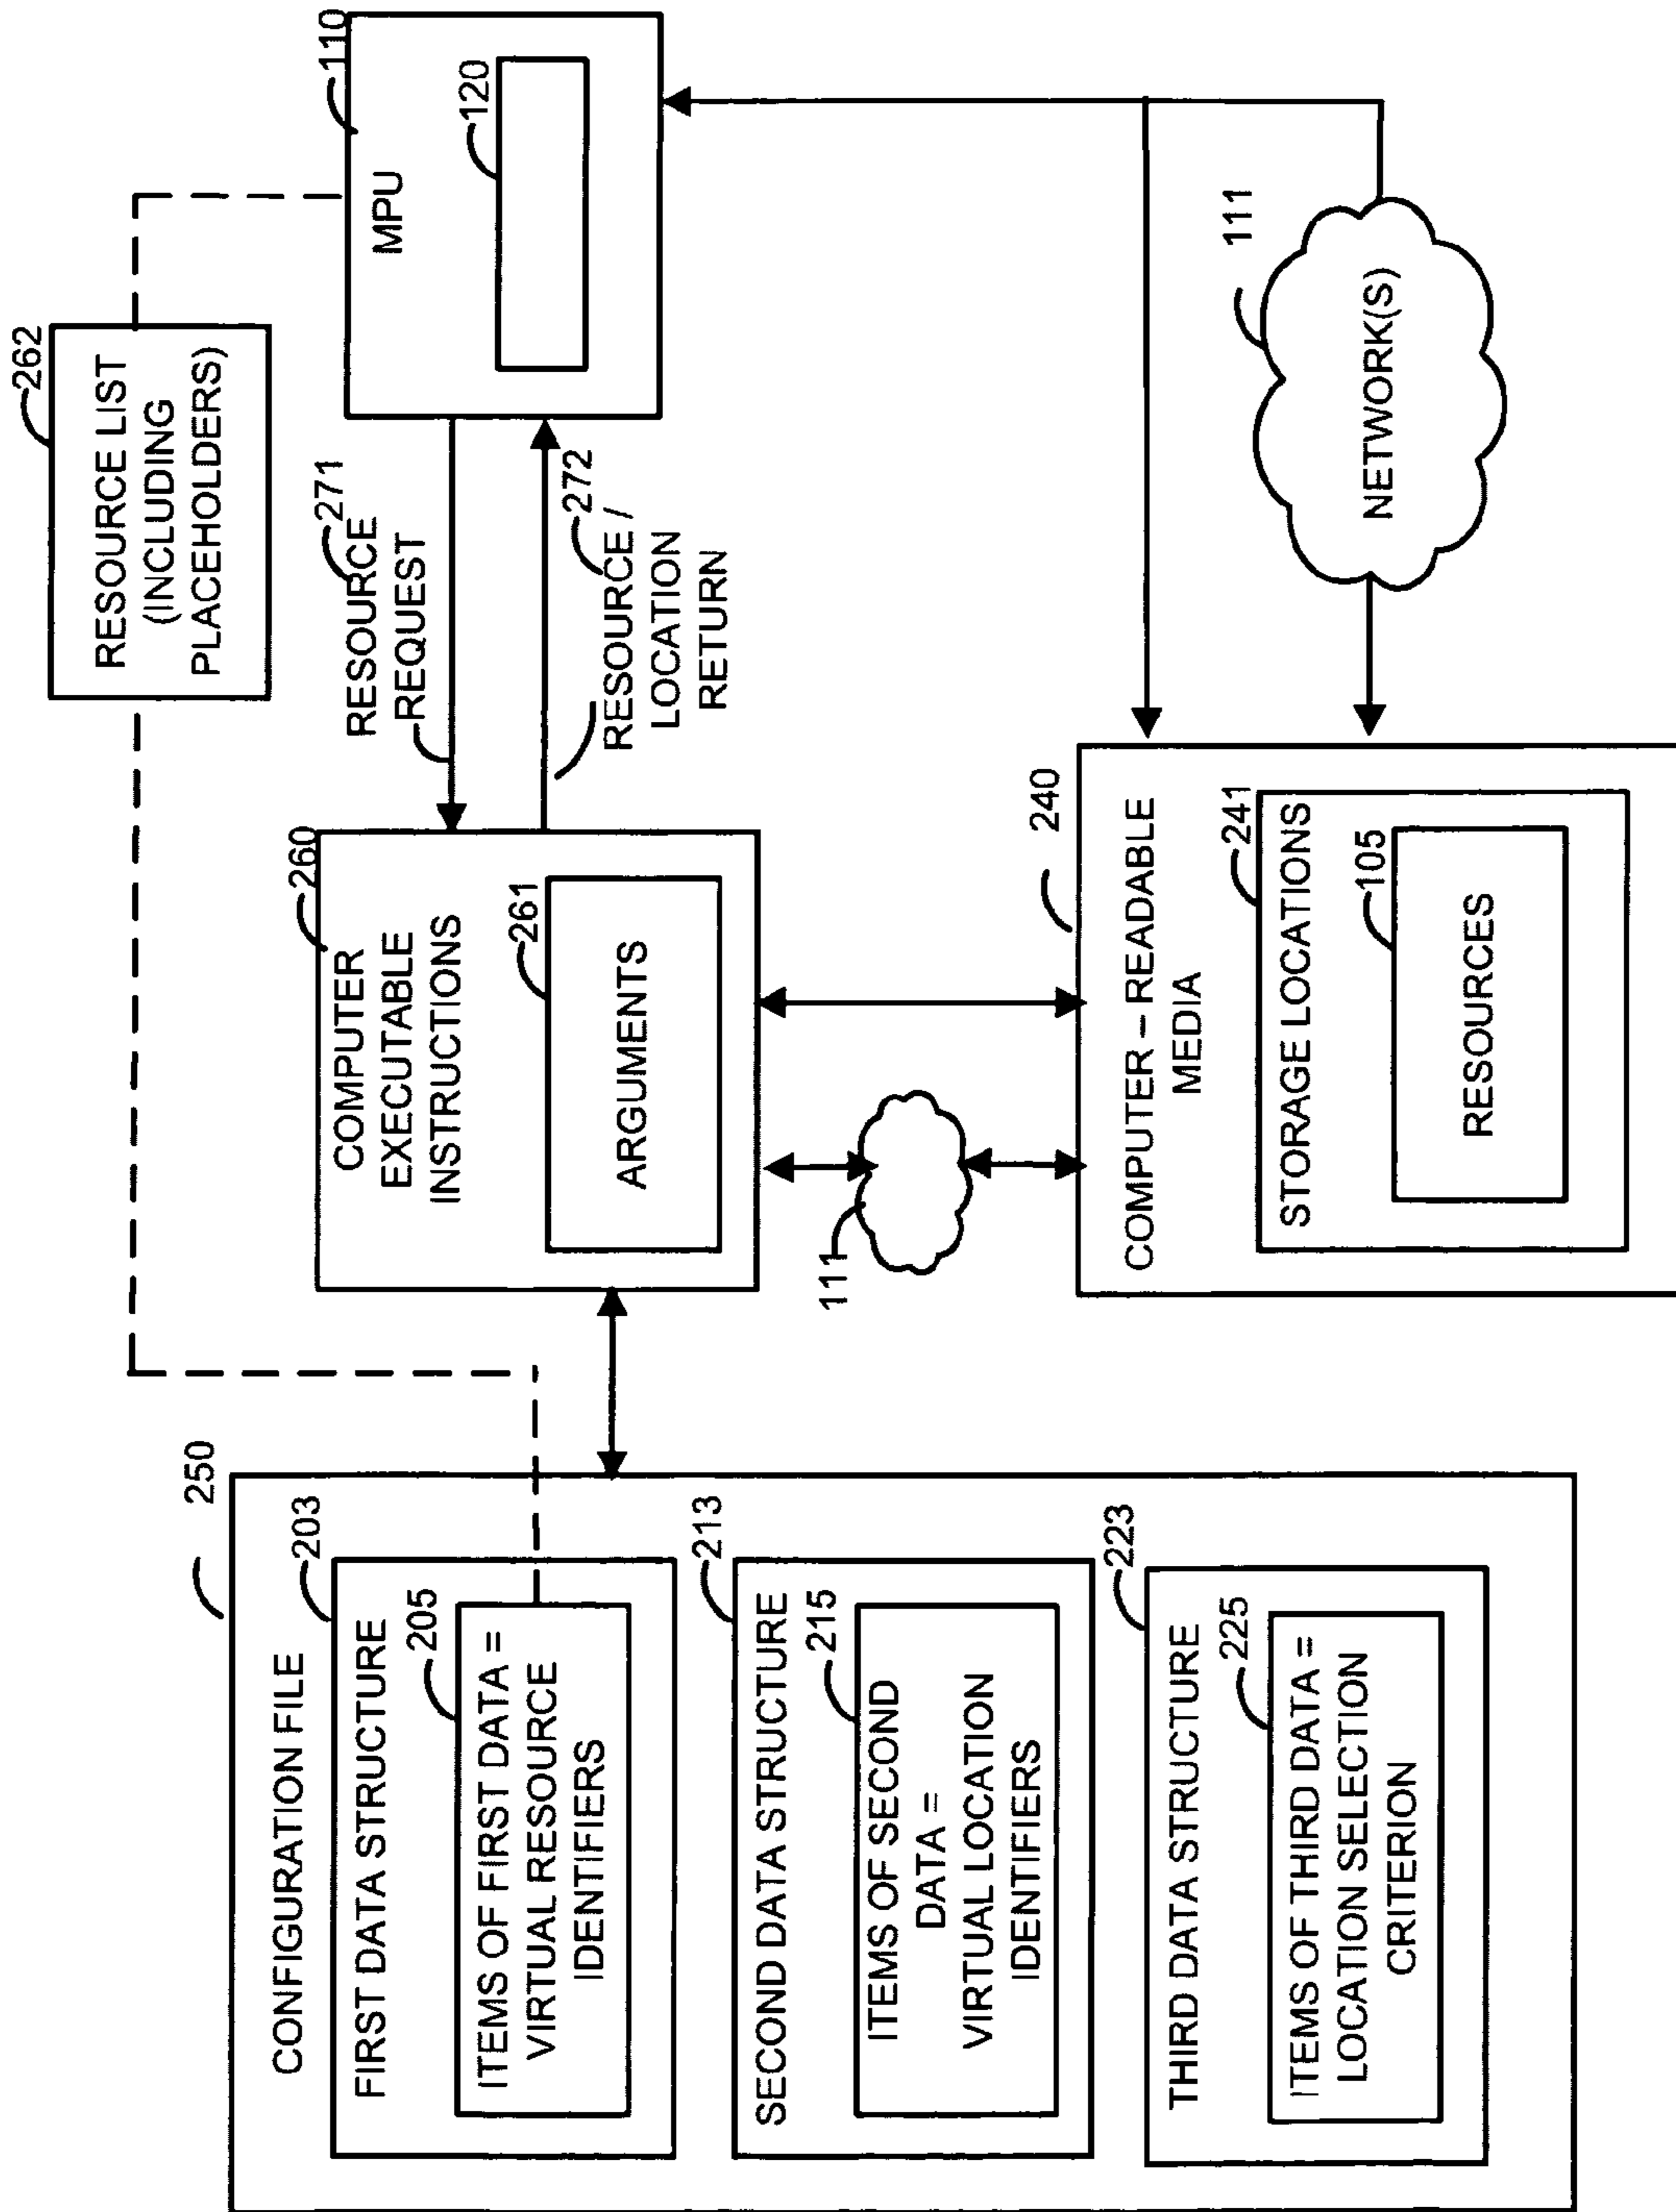 250
CONFIGURATION FILE
203
FIRST DATA STRUCTURE
205
ITEMS OF FIRST DATA =
VIRTUAL RESOURCE
IDENTIFIERS
213
SECOND DATA STRUCTURE
215
ITEMS OF SECOND
DATA =
VIRTUAL LOCATION
IDENTIFIERS
223
THIRD DATA STRUCTURE
225
ITEMS OF THIRD DATA =
LOCATION SELECTION
CRITERION
262
RESOURCE LIST
(INCLUDING
PLACEHOLDERS)
260
COMPUTER
EXECUTABLE
INSTRUCTIONS
261
ARGUMENTS
271
RESOURCE
REQUEST
272
RESOURCE /
LOCATION
RETURN
110
MPU
120
111
240
COMPUTER – READABLE
MEDIA
241
STORAGE LOCATIONS
105
RESOURCES
111
NETWORK(S)